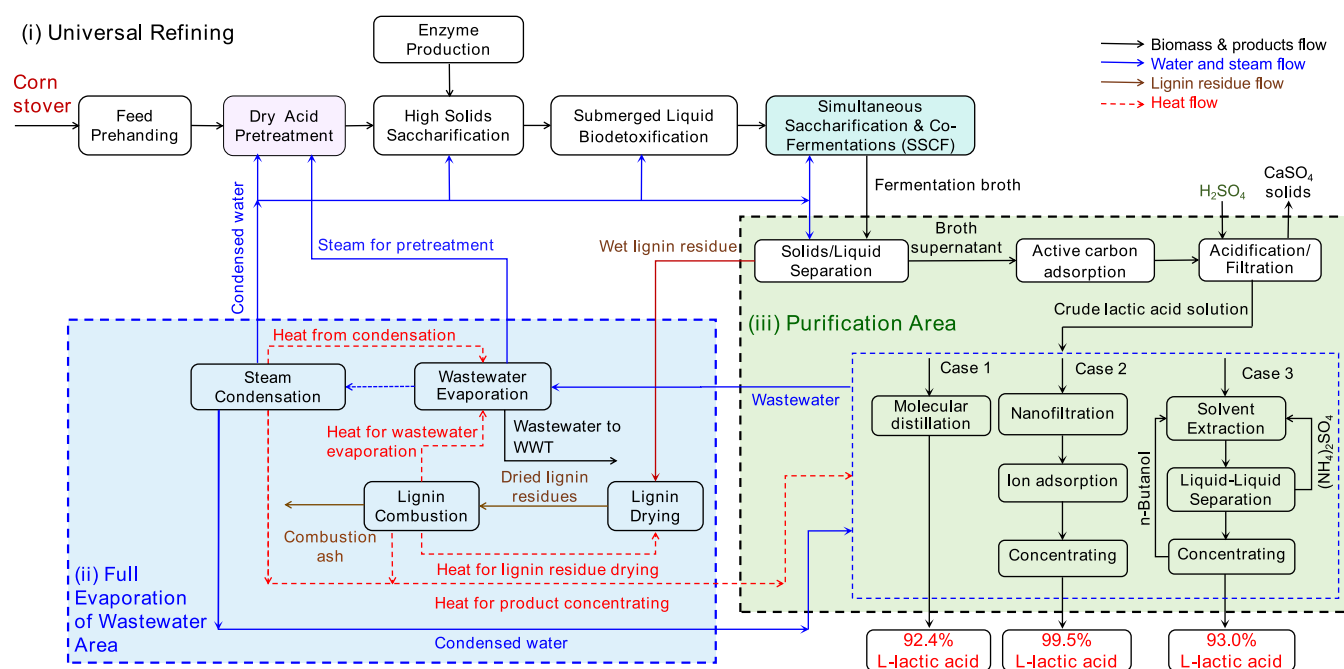 (i) Universal Refining
Enzyme
Production
Biomass & products flow
Water and steam flow
Lignin residue flow
Heat flow
Corn
stover
Feed
Prehanding
Dry Acid
Pretreatment
High Solids
Saccharification
Submerged Liquid
Biodetoxification
Simultaneous
Saccharification & Co-
Fermentations (SSCF)
Fermentation broth
H₂SO₄
CaSO₄
solids
Condensed water
Steam for pretreatment
Wet lignin residue
Solids/Liquid
Separation
Broth
supernatant
Active carbon
adsorption
Acidification/
Filtration
Crude lactic acid solution
(iii) Purification Area
Heat from condensation
Steam
Condensation
Wastewater
Evaporation
Wastewater
Heat for wastewater
evaporation
Wastewater to
WWT
Dried lignin
residues
Lignin
Combustion
Lignin
Drying
Combustion
ash
Heat for lignin residue drying
Heat for product concentrating
Condensed water
(ii) Full
Evaporation
of Wastewater
Area
Case 1
Molecular
distillation
Case 2
Nanofiltration
Ion adsorption
Concentrating
Case 3
Solvent
Extraction
Liquid-Liquid
Separation
Concentrating
n-Butanol
(NH₄)₂SO₄
92.4%
L-lactic acid
99.5%
L-lactic acid
93.0%
L-lactic acid